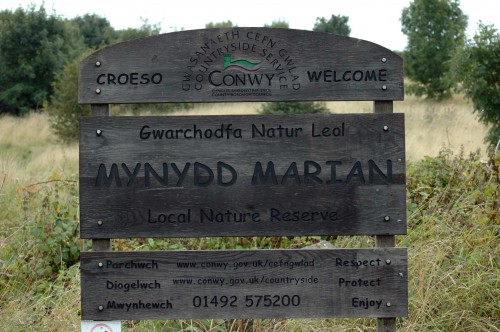 GWASANAETH CEFN GWLAD
COUNTRYSIDE SERVICE
CROESO
CONWY
WELCOME
Gwarchodfa Natur Leol
MYNYDD MARIAN
Local Nature Reserve
Parchwch www.conwy.gov.uk/cefngwlad Respect
Diogelwch www.conwy.gov.uk/countryside Protect
Mwynhewch 01492 575200 Enjoy